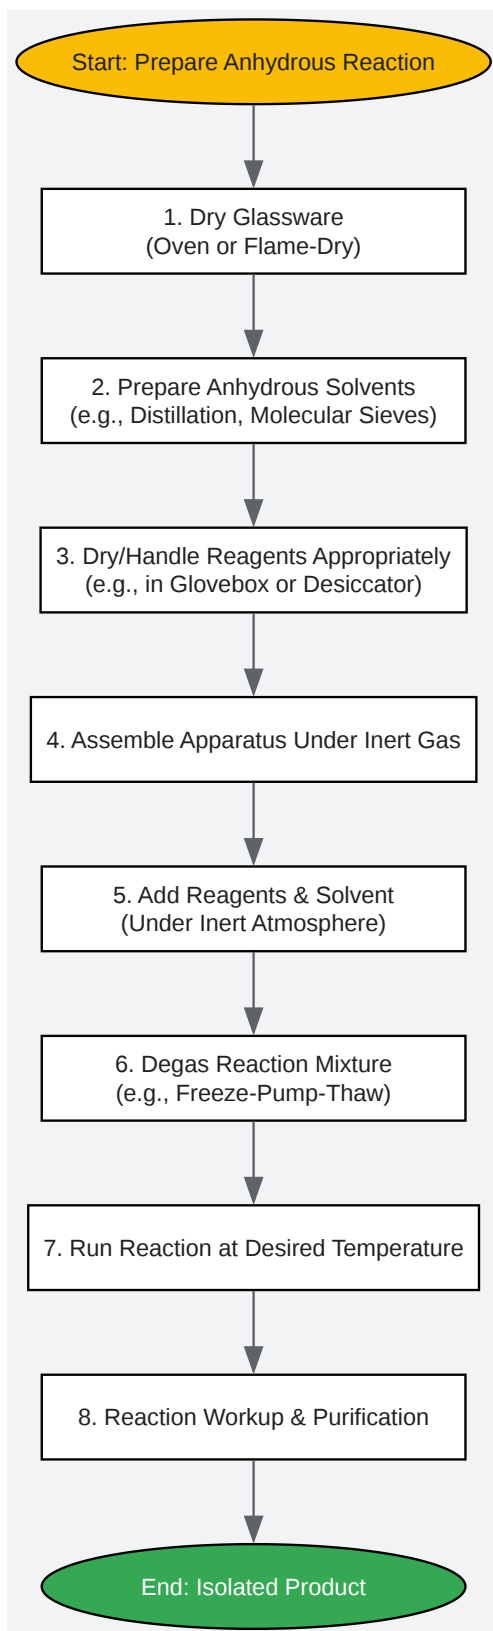 Start: Prepare Anhydrous Reaction
1. Dry Glassware
(Oven or Flame-Dry)
2. Prepare Anhydrous Solvents
(e.g., Distillation, Molecular Sieves)
3. Dry/Handle Reagents Appropriately
(e.g., in Glovebox or Desiccator)
4. Assemble Apparatus Under Inert Gas
5. Add Reagents & Solvent
(Under Inert Atmosphere)
6. Degas Reaction Mixture
(e.g., Freeze-Pump-Thaw)
7. Run Reaction at Desired Temperature
8. Reaction Workup & Purification
End: Isolated Product